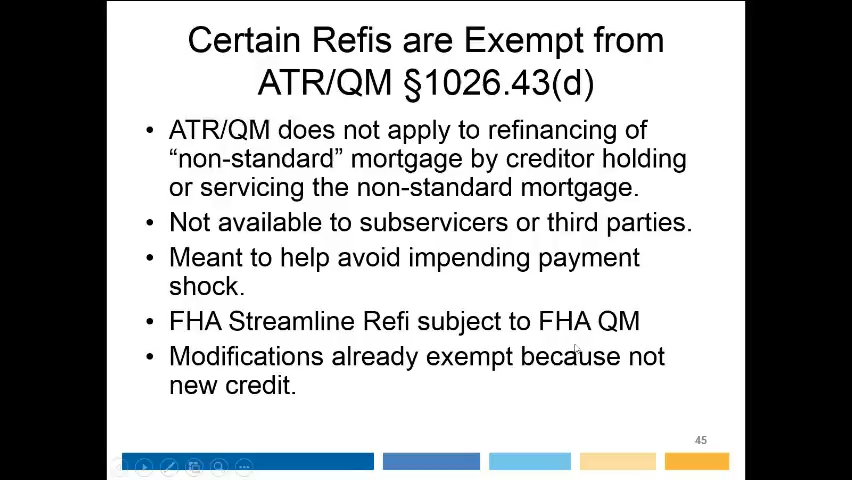 Certain Refis are Exempt from
ATR/QM §1026.43(d)
• ATR/QM does not apply to refinancing of
“non-standard” mortgage by creditor holding
or servicing the non-standard mortgage.
• Not available to subservicers or third parties.
• Meant to help avoid impending payment
shock.
• FHA Streamline Refi subject to FHA QM
• Modifications already exempt because not
new credit.
45